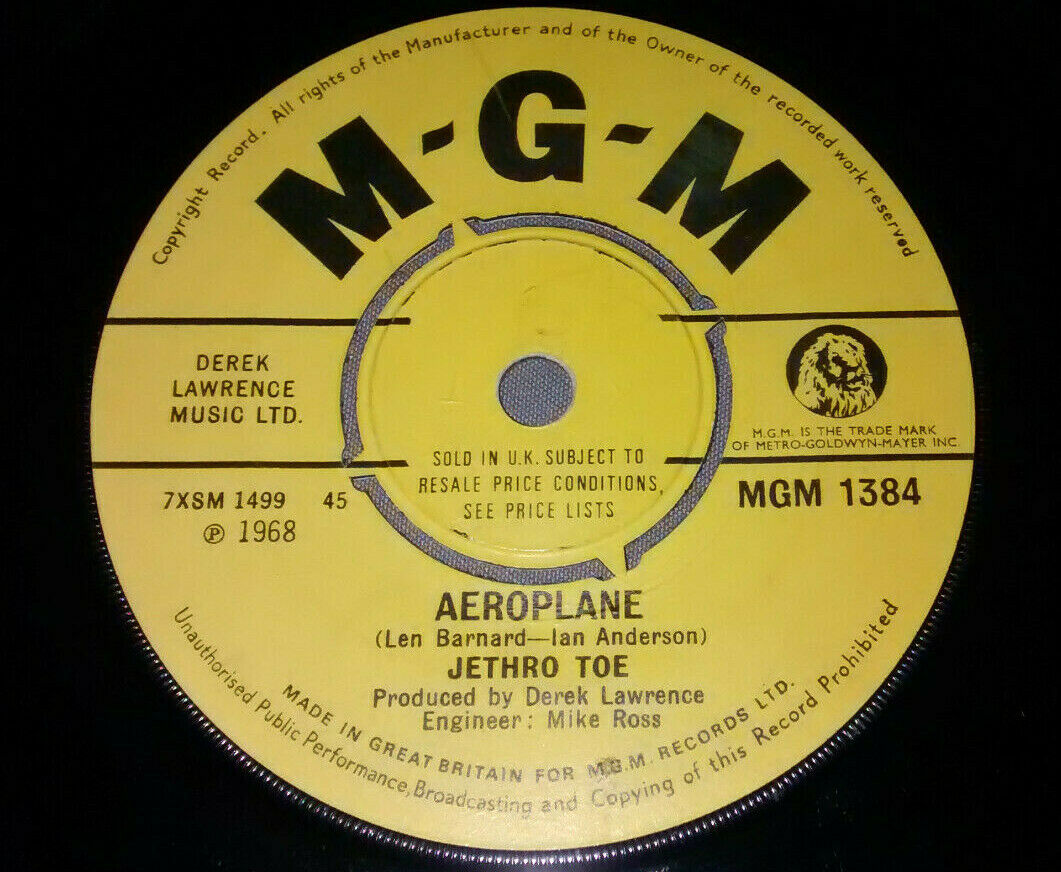 Copyright Record. All rights of the Manufacturer and of the Owner of the recorded work reserved
M-G-M
DEREK
LAWRENCE
MUSIC LTD.
M.G.M. IS THE TRADE MARK
OF METRO-GOLDWYN-MAYER INC.
SOLD IN U.K. SUBJECT TO
RESALE PRICE CONDITIONS,
SEE PRICE LISTS
7XSM 1499 45
℗ 1968
MGM 1384
AEROPLANE
(Len Barnard—Ian Anderson)
JETHRO TOE
Produced by Derek Lawrence
Engineer: Mike Ross
MADE IN GREAT BRITAIN FOR M.G.M. RECORDS LTD.
Unauthorised Public Performance, Broadcasting and Copying of this Record Prohibited